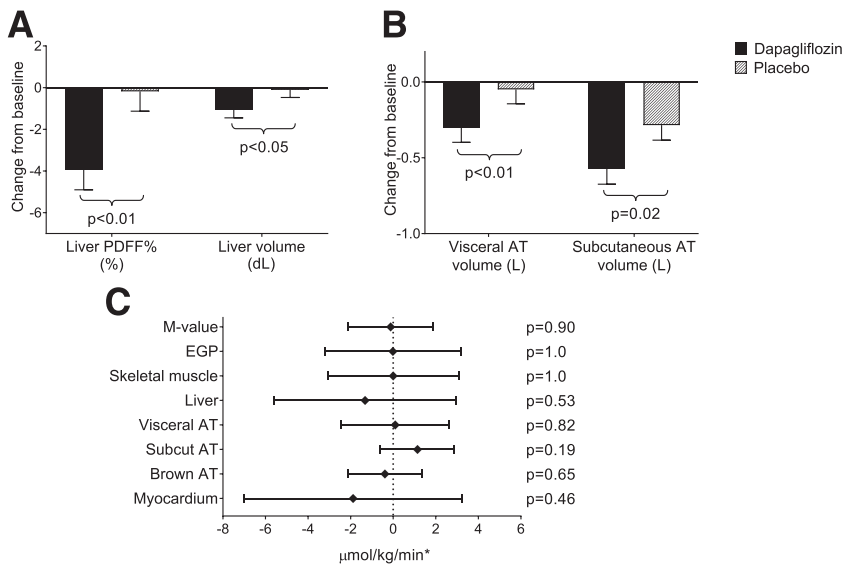 A
Change from baseline
2
0
-2
-4
-6
p<0.01
p<0.05
Liver PDFF%
(%)
Liver volume
(dL)
B
Change from baseline
0.0
-0.5
-1.0
p<0.01
p=0.02
Visceral AT
volume (L)
Subcutaneous AT
volume (L)
Dapagliflozin
Placebo
C
M-value p=0.90
EGP p=1.0
Skeletal muscle p=1.0
Liver p=0.53
Visceral AT p=0.82
Subcut AT p=0.19
Brown AT p=0.65
Myocardium p=0.46
-8 -6 -4 -2 0 2 4 6
μmol/kg/min*